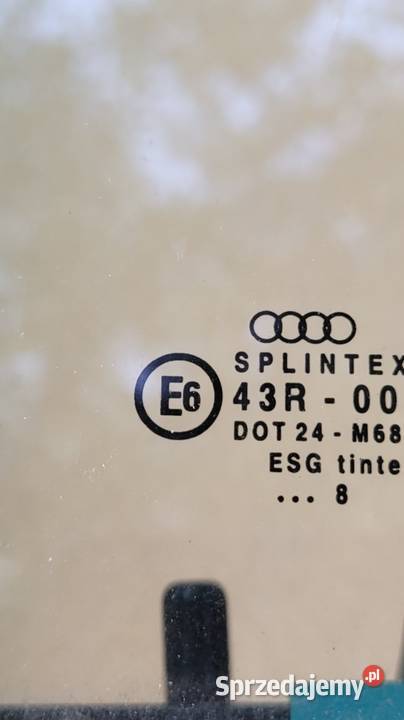 SPLINTEX
E6
43R - 00
DOT 24 - M68
ESG tinte
... 8
Sprzedajemy.pl